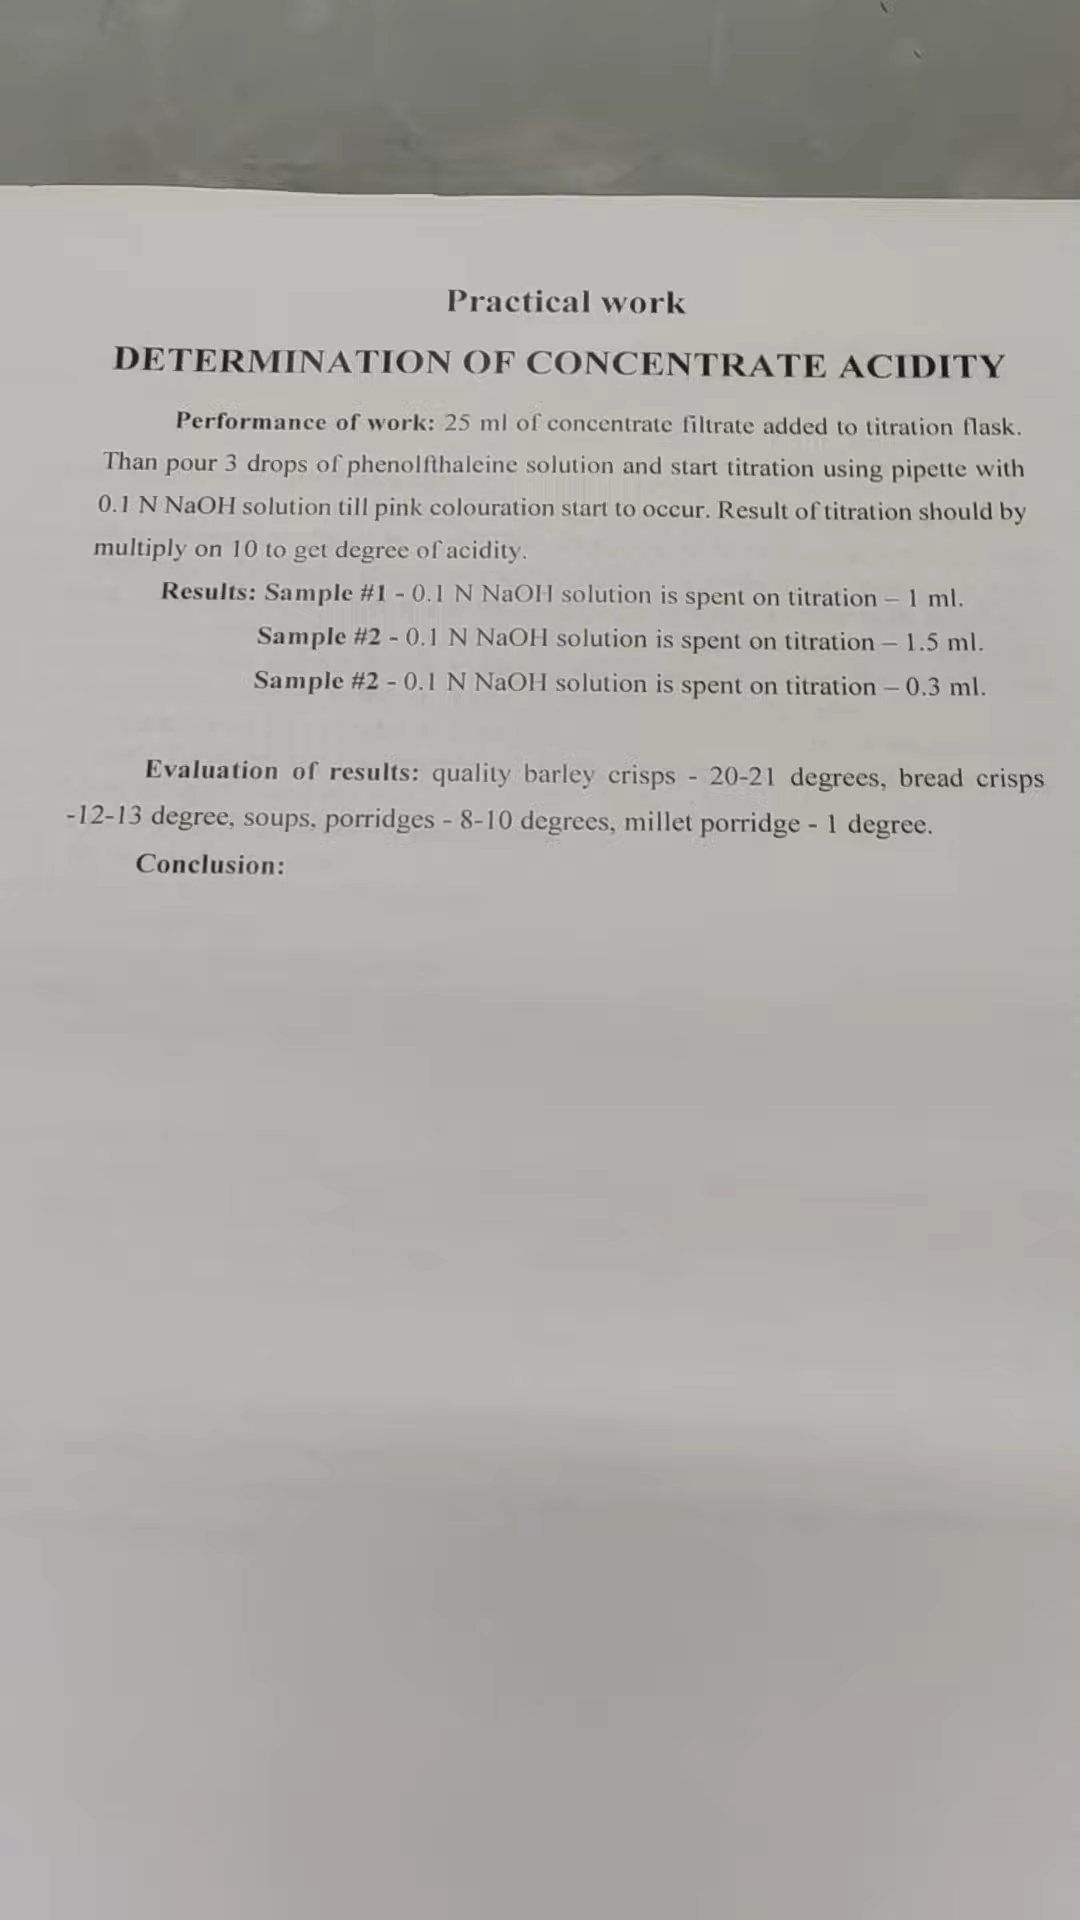 Practical work
DETERMINATION OF CONCENTRATE ACIDITY
Performance of work: 25 ml of concentrate filtrate added to titration flask.
Than pour 3 drops of phenolfthaleine solution and start titration using pipette with
0.1 N NaOH solution till pink colouration start to occur. Result of titration should by
multiply on 10 to get degree of acidity.
Results: Sample #1 - 0.1 N NaOH solution is spent on titration – 1 ml.
Sample #2 - 0.1 N NaOH solution is spent on titration – 1.5 ml.
Sample #2 - 0.1 N NaOH solution is spent on titration – 0.3 ml.
Evaluation of results: quality barley crisps - 20-21 degrees, bread crisps
-12-13 degree, soups, porridges - 8-10 degrees, millet porridge - 1 degree.
Conclusion: